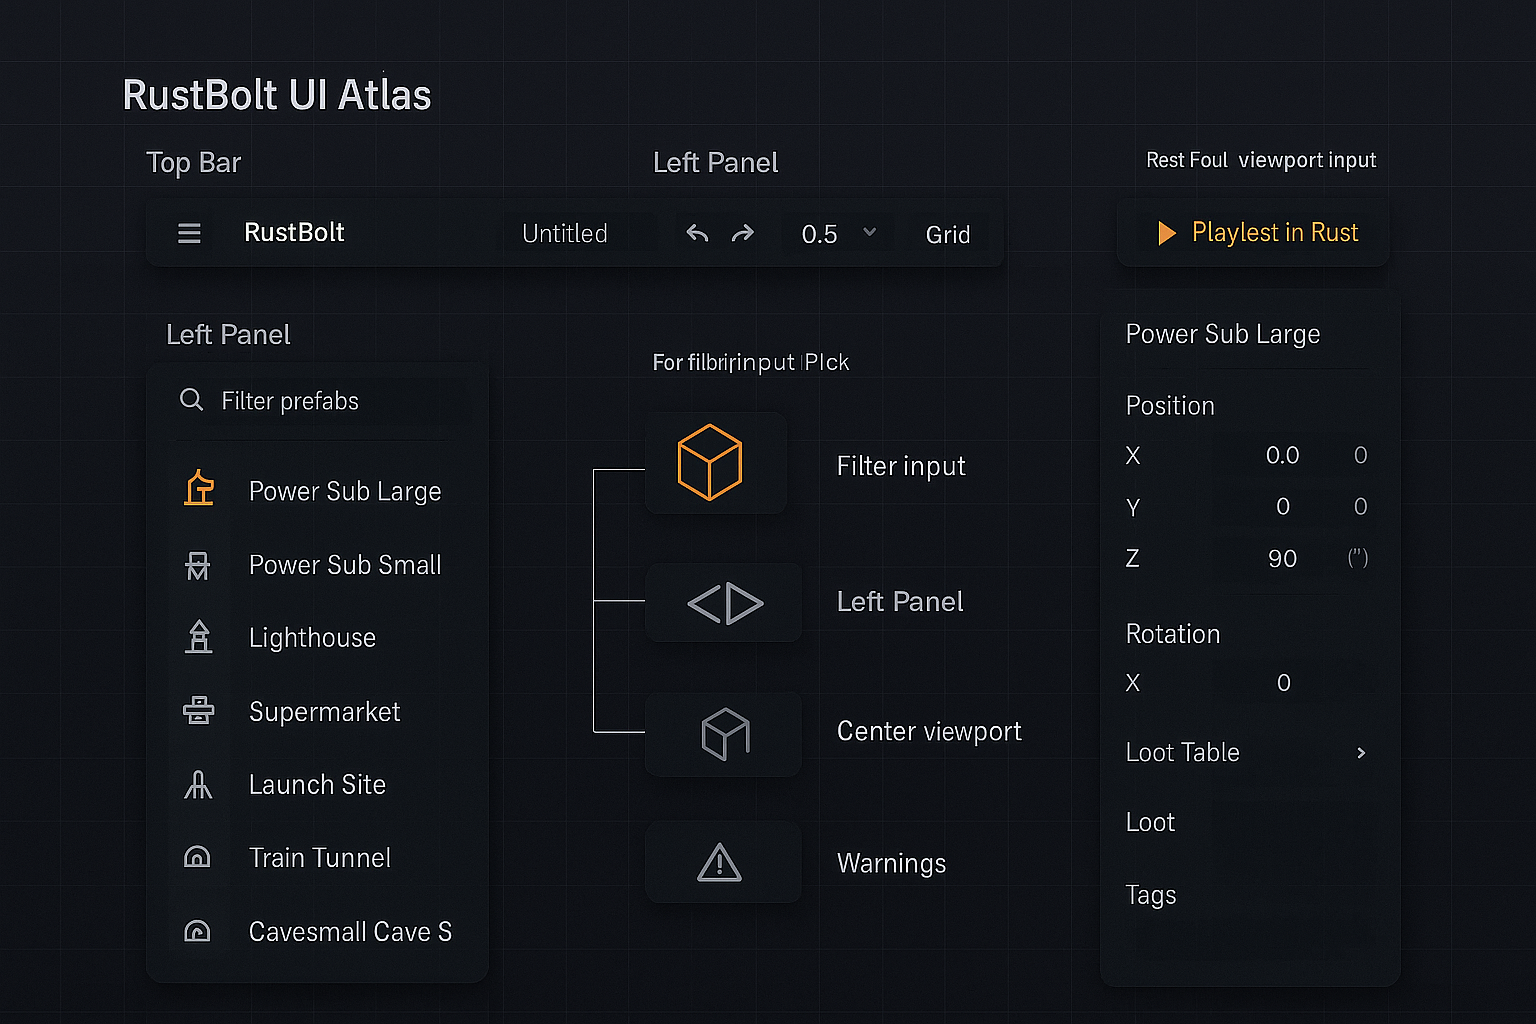 RustBolt UI Atlas
Top Bar
Left Panel
Rest Foul viewport input
RustBolt
Untitled
0.5
Grid
Playlest in Rust
Left Panel
Filter prefabs
Power Sub Large
Power Sub Small
Lighthouse
Supermarket
Launch Site
Train Tunnel
Cavesmall Cave S
For filbrjrinput PIck
Filter input
Left Panel
Center viewport
Warnings
Power Sub Large
Position
X 0.0 0
Y 0 0
Z 90 (")
Rotation
X 0
Loot Table
Loot
Tags